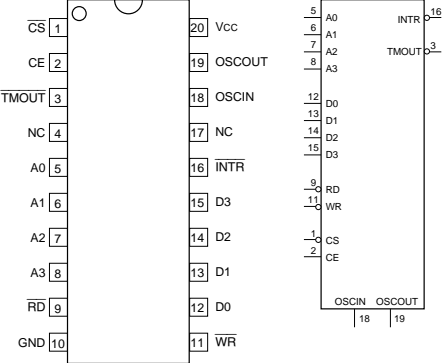 CS 1
CE 2
TMOUT 3
NC 4
A0 5
A1 6
A2 7
A3 8
RD 9
GND 10
20 VCC
19 OSCOUT
18 OSCIN
17 NC
16 INTR
15 D3
14 D2
13 D1
12 D0
11 WR
5 A0
6 A1
7 A2
8 A3
12 D0
13 D1
14 D2
15 D3
9 RD
11 WR
1 CS
2 CE
INTR 16
TMOUT 3
OSCIN OSCOUT
18 19